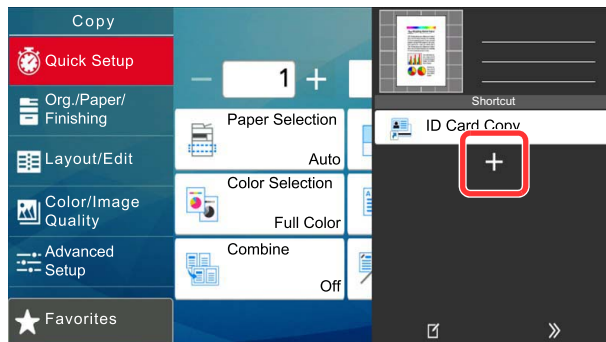 Copy
Quick Setup
Org./Paper/
Finishing
Layout/Edit
Color/Image
Quality
Advanced
Setup
Favorites
− 1 +
Paper Selection
Auto
Color Selection
Full Color
Combine
Off
Shortcut
ID Card Copy
+